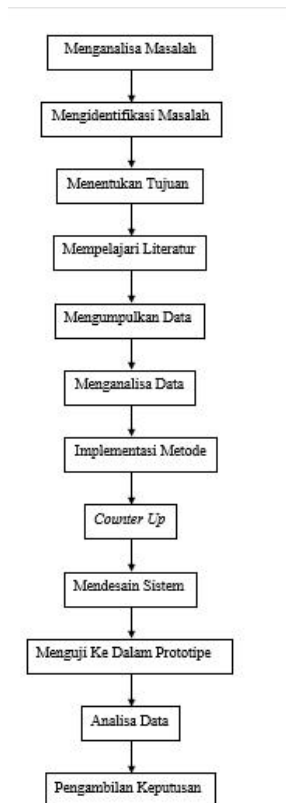 Menganalisa Masalah
Mengidentifikasi Masalah
Menentukan Tujuan
Mempelajari Literatur
Mengumpulkan Data
Menganalisa Data
Implementasi Metode
Counter Up
Mendesain Sistem
Menguji Ke Dalam Prototipe
Analisa Data
Pengambilan Keputusan